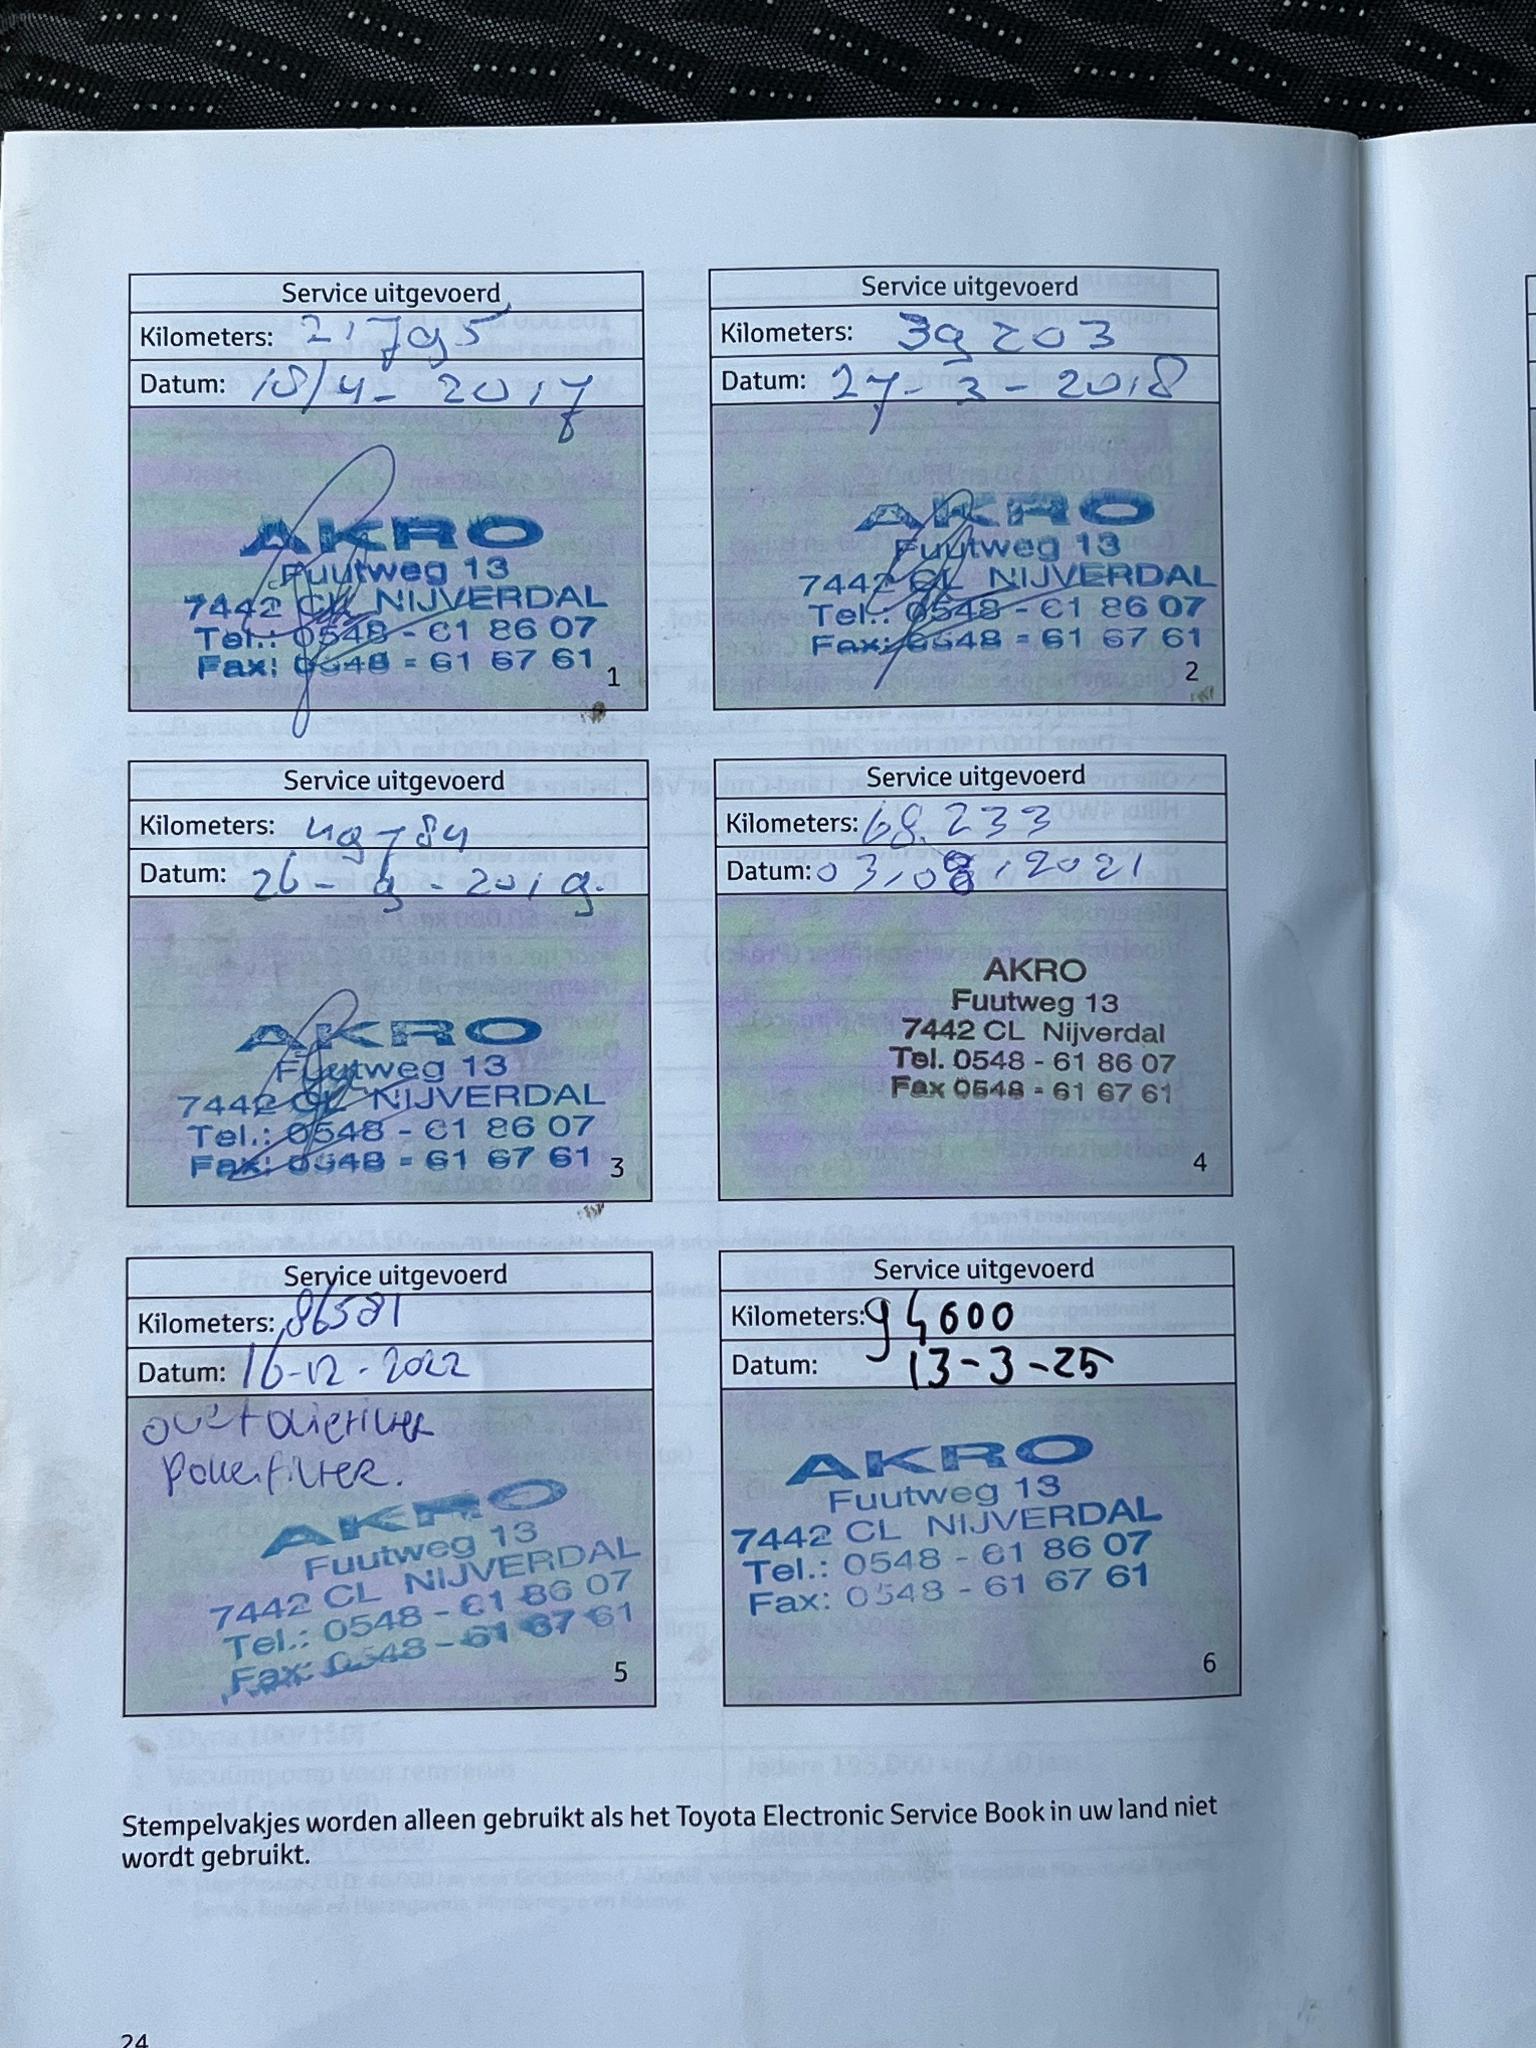 Service uitgevoerd
Kilometers: 21795
Datum: 18/4-2017
AKRO
Fuutweg 13
7442 CL NIJVERDAL
Tel.: 0548 - 61 86 07
Fax: 0548 - 61 67 61
1
Service uitgevoerd
Kilometers: 39203
Datum: 27-3-2018
AKRO
Fuutweg 13
7442 CL NIJVERDAL
Tel.: 0548 - 61 86 07
Fax: 0548 - 61 67 61
2
Service uitgevoerd
Kilometers: 49784
Datum: 26-9-2019.
AKRO
Fuutweg 13
7442 CL NIJVERDAL
Tel.: 0548 - 61 86 07
Fax: 0548 - 61 67 61
3
Service uitgevoerd
Kilometers: 68.233
Datum: 03.08.2021
AKRO
Fuutweg 13
7442 CL Nijverdal
Tel. 0548 - 61 86 07
Fax 0548 - 61 67 61
4
Service uitgevoerd
Kilometers: 86581
Datum: 16-12-2022
Oliefilter
AKRO
Fuutweg 13
7442 CL NIJVERDAL
Tel.: 0548 - 61 86 07
Fax: 0548 - 61 67 61
5
Service uitgevoerd
Kilometers: 94600
Datum: 13-3-25
AKRO
Fuutweg 13
7442 CL NIJVERDAL
Tel.: 0548 - 61 86 07
Fax: 0548 - 61 67 61
6
Stempelvakjes worden alleen gebruikt als het Toyota Electronic Service Book in uw land niet
wordt gebruikt.
24